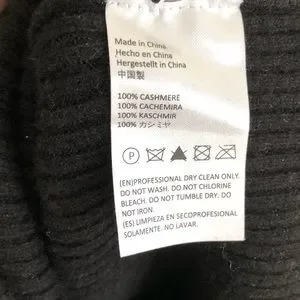 Made in China
Hecho en China
Hergestellt in China
中国製
100% CASHMERE
100% CACHEMIRA
100% KASCHMIR
100% カシミヤ
P
(EN)PROFESSIONAL DRY CLEAN ONLY.
DO NOT WASH. DO NOT CHLORINE
BLEACH. DO NOT TUMBLE DRY. DO
NOT IRON.
(ES) LIMPIEZA EN SECOPROFESIONAL
SOLAMENTE. NO LAVAR.